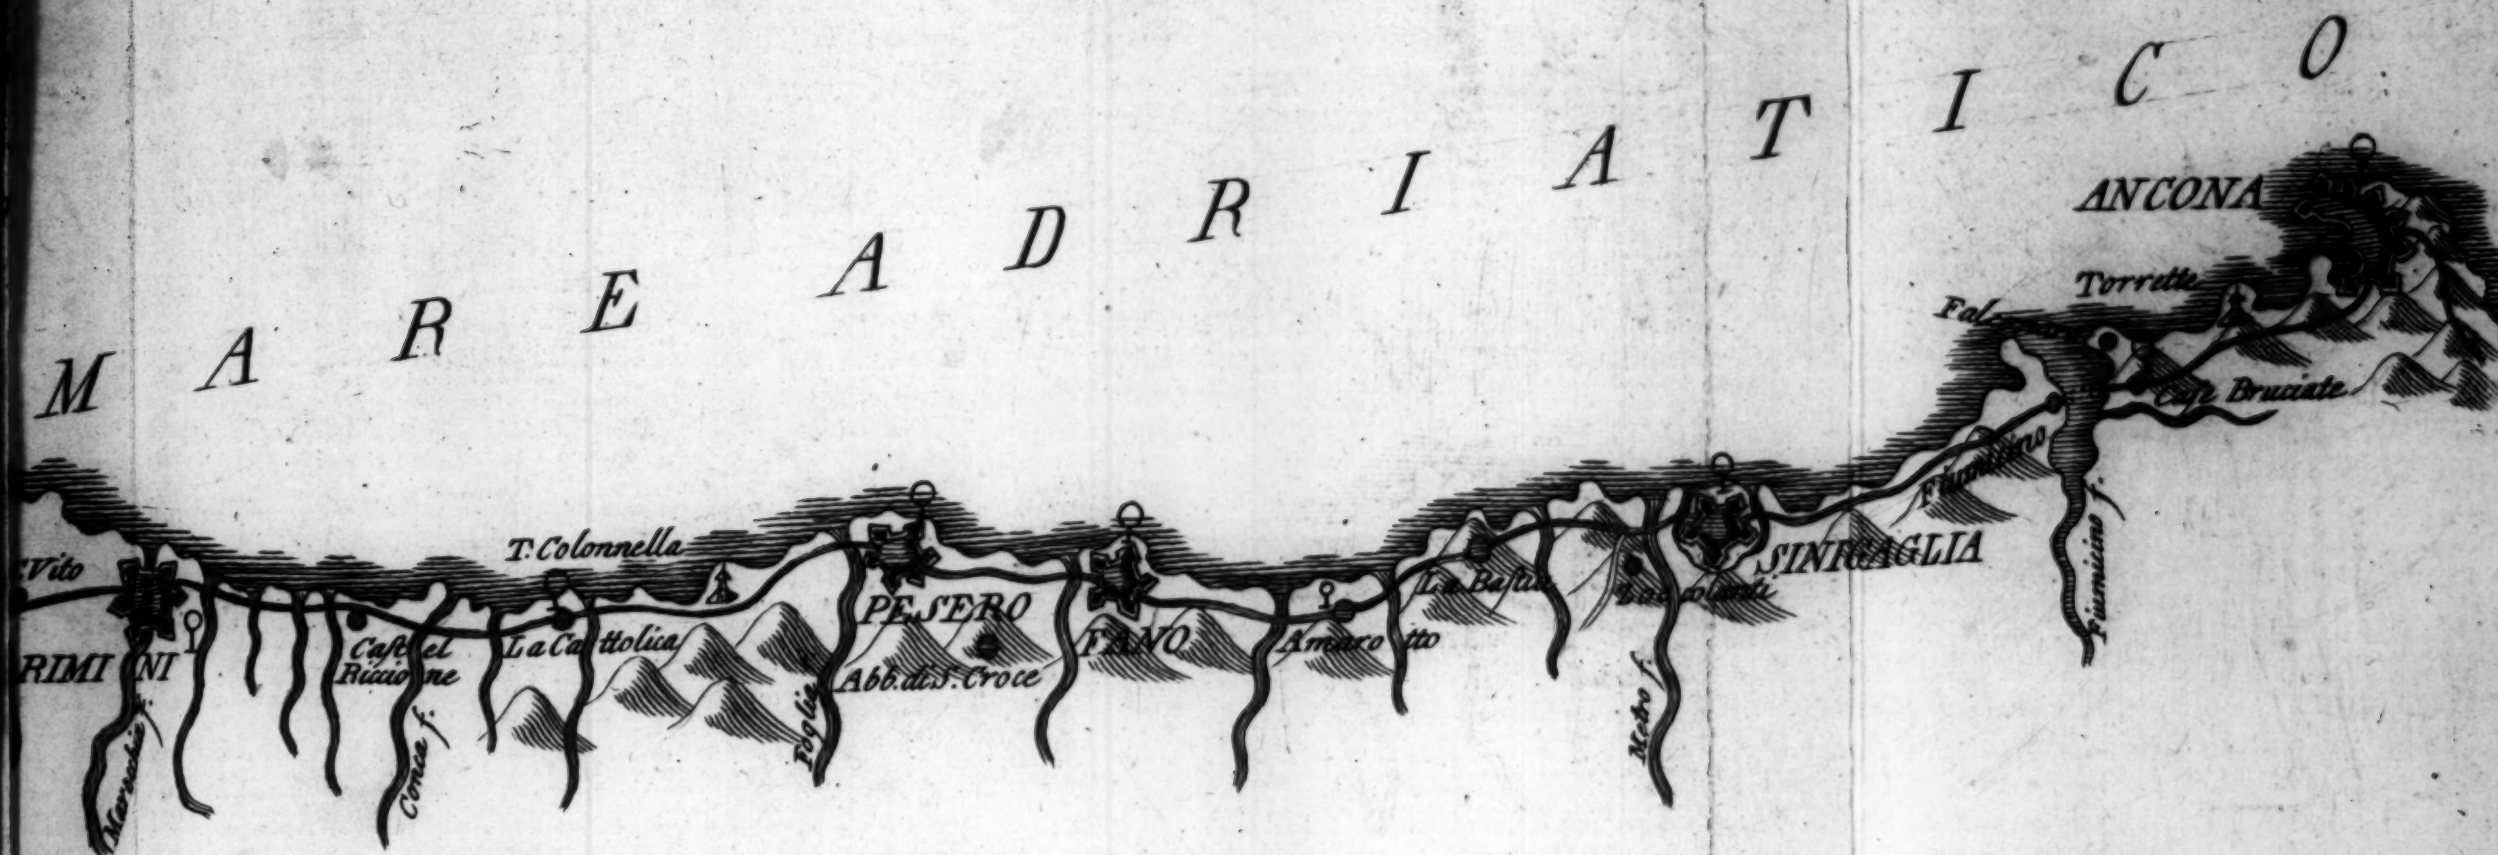 MARE ADRIATICO
ANCONA
Torrette
Case Bruciate
Fiumicino f.
SINIGAGLIA
La Bastia
Metro f.
Amarotto
FANO
PESERO
Abb. di S. Croce
Foglia
T. Colonnella
La Cattolica
Castel
Riccione
Conca f.
Vito
RIMINI